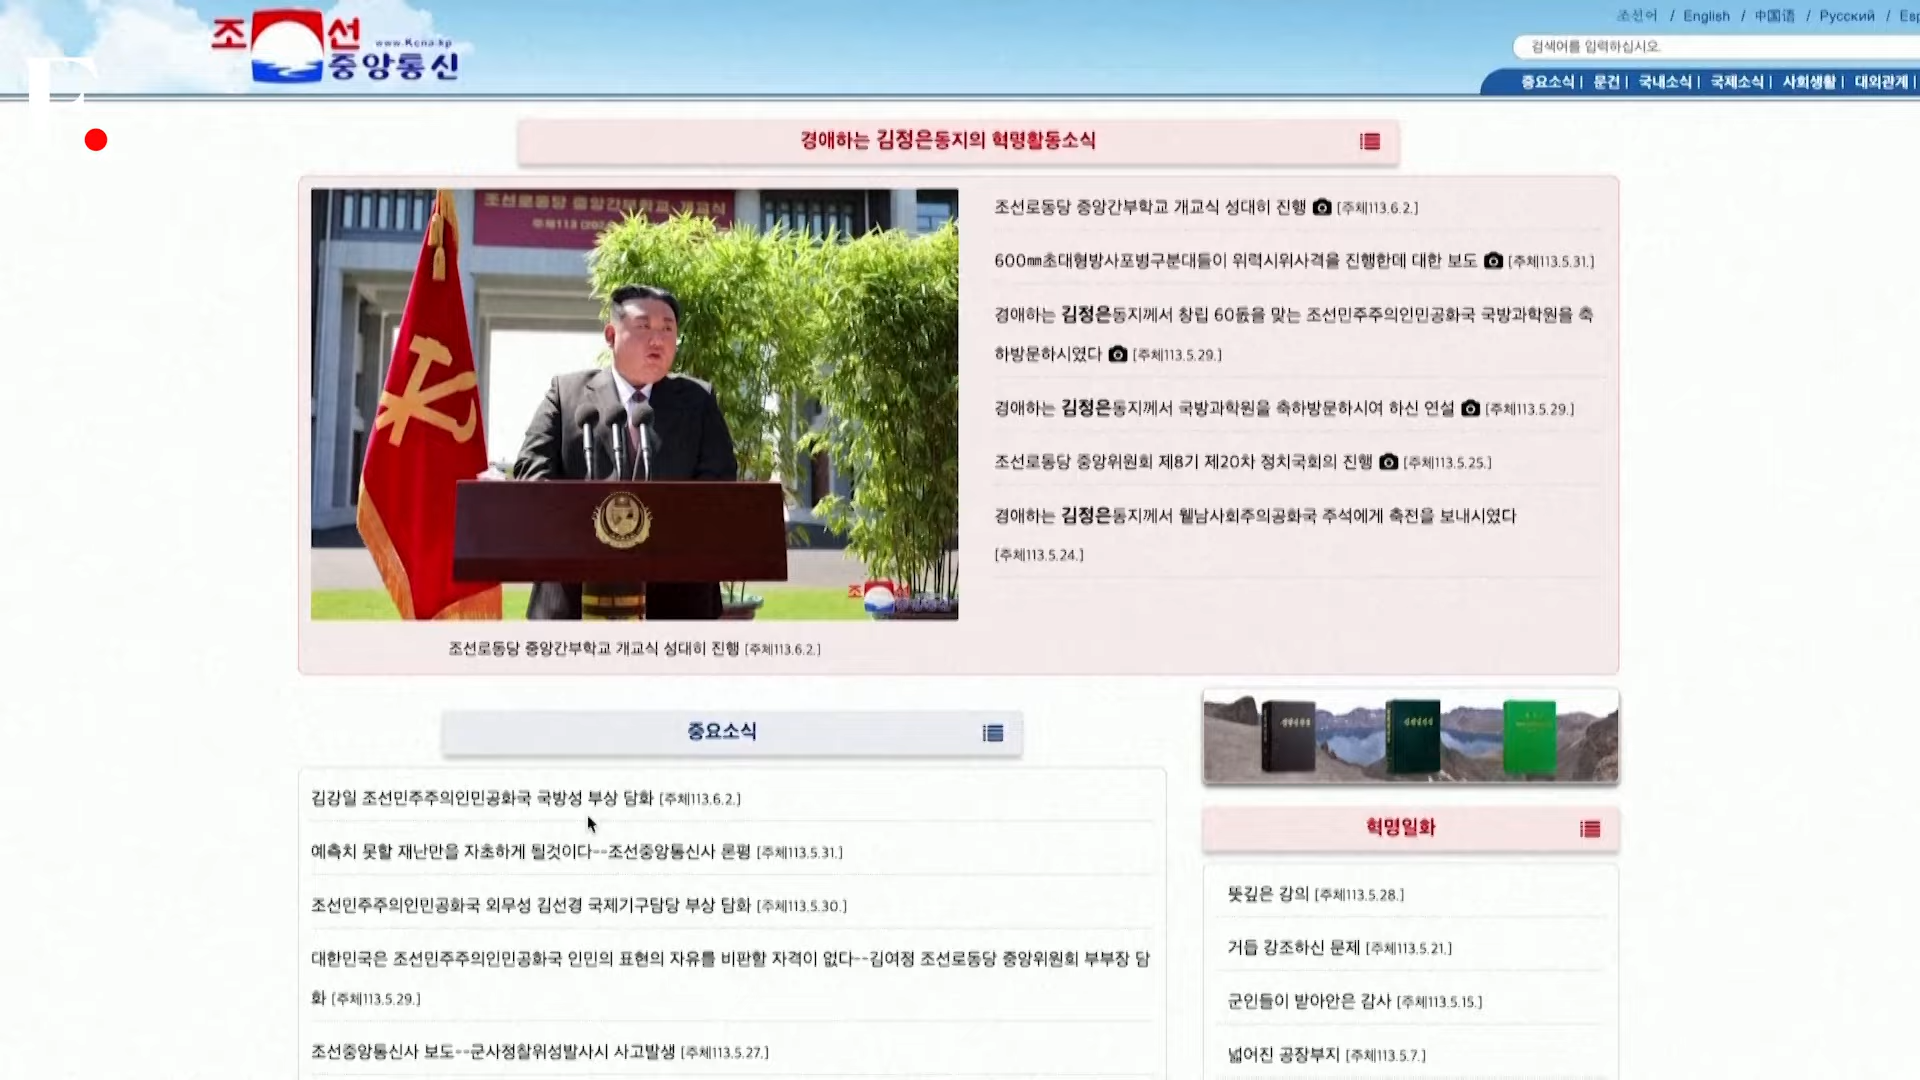 조선어 / English / 中国语 / Русский / Esp
조선 www.Kcna.kp
중앙통신
검색어를 입력하십시오.
중요소식 | 문건 | 국내소식 | 국제소식 | 사회생활 | 대외관계 |
경애하는 김정은동지의 혁명활동소식
조선로동당 중앙간부학교 개교식
조선로동당 중앙간부학교 개교식 성대히 진행 [주체113.6.2.]
600㎜초대형방사포병구분대들이 위력시위사격을 진행한데 대한 보도 [주체113.5.31.]
경애하는 김정은동지께서 창립 60돐을 맞는 조선민주주의인민공화국 국방과학원을 축
하방문하시였다 [주체113.5.29.]
경애하는 김정은동지께서 국방과학원을 축하방문하시여 하신 연설 [주체113.5.29.]
조선로동당 중앙위원회 제8기 제20차 정치국회의 진행 [주체113.5.25.]
경애하는 김정은동지께서 윁남사회주의공화국 주석에게 축전을 보내시였다
[주체113.5.24.]
조선로동당 중앙간부학교 개교식 성대히 진행 [주체113.6.2.]
중요소식
김강일 조선민주주의인민공화국 국방성 부상 담화 [주체113.6.2.]
예측치 못할 재난만을 자초하게 될것이다--조선중앙통신사 론평 [주체113.5.31.]
조선민주주의인민공화국 외무성 김선경 국제기구담당 부상 담화 [주체113.5.30.]
대한민국은 조선민주주의인민공화국 인민의 표현의 자유를 비판할 자격이 없다--김여정 조선로동당 중앙위원회 부부장 담
화 [주체113.5.29.]
조선중앙통신사 보도--군사정찰위성발사시 사고발생 [주체113.5.27.]
혁명일화
뜻깊은 강의 [주체113.5.28.]
거듭 강조하신 문제 [주체113.5.21.]
군인들이 받아안은 감사 [주체113.5.15.]
넓어진 공장부지 [주체113.5.7.]